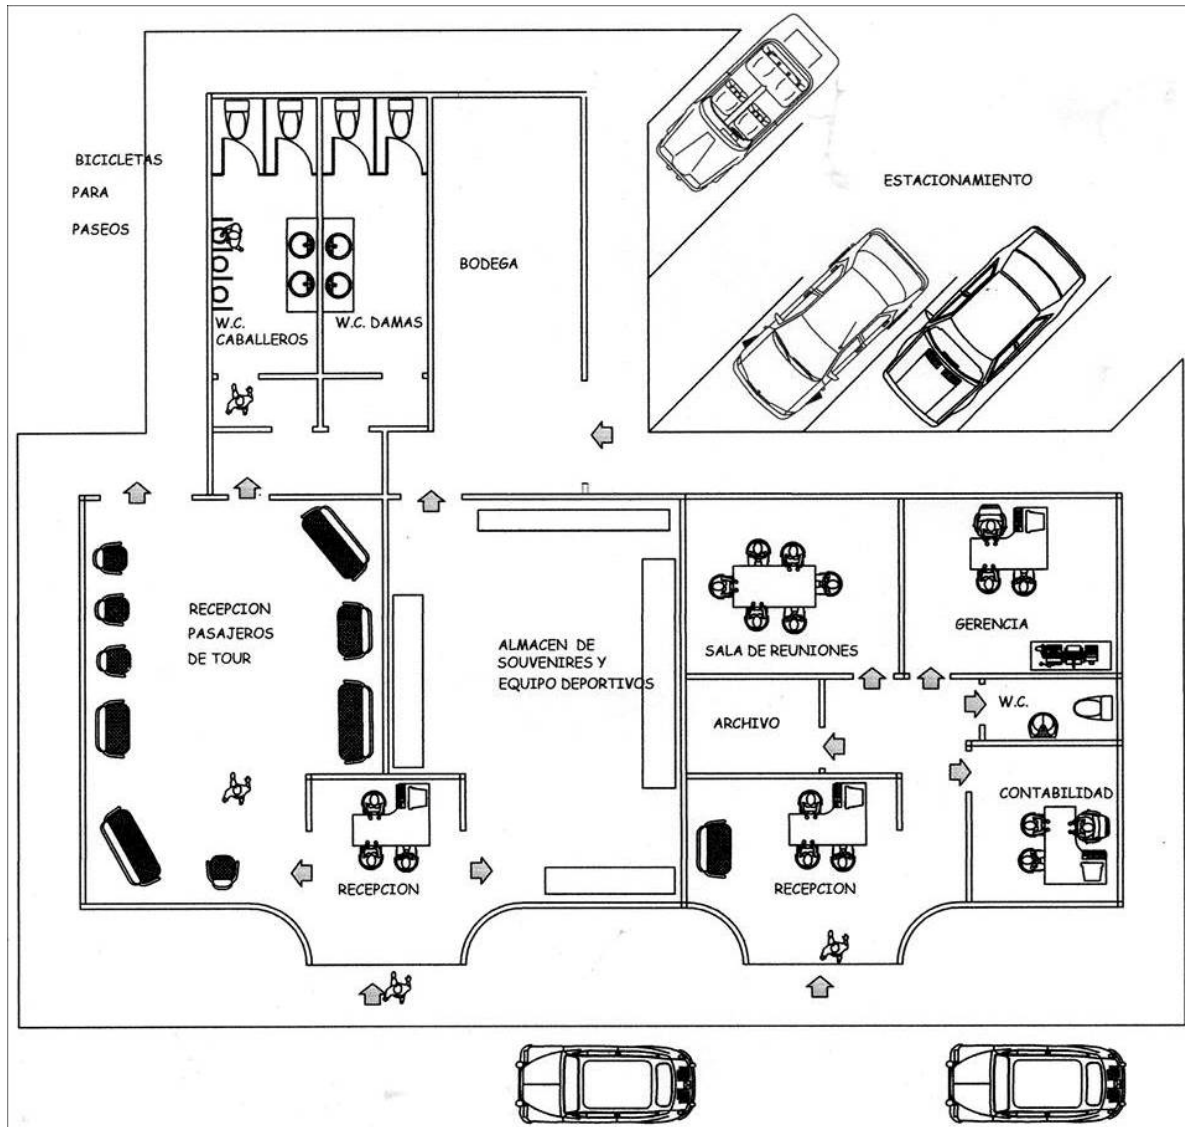 BICICLETAS
PARA
PASEOS
ESTACIONAMIENTO
BODEGA
W.C.
CABALLEROS
W.C. DAMAS
RECEPCION
PASAJEROS
DE TOUR
ALMACEN DE
SOUVENIRES Y
EQUIPO DEPORTIVOS
SALA DE REUNIONES
GERENCIA
ARCHIVO
W.C.
CONTABILIDAD
RECEPCION
RECEPCION